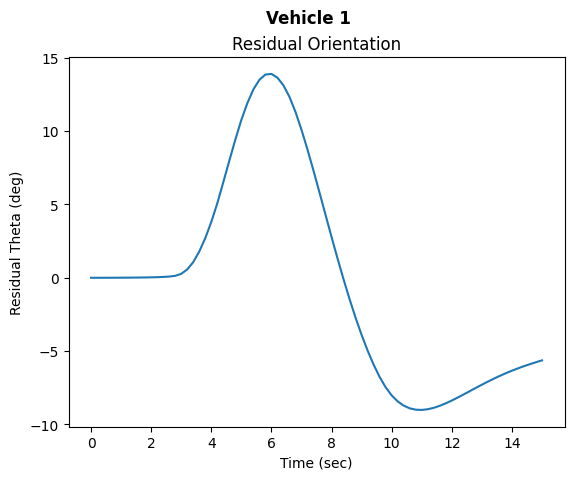 Vehicle 1
Residual Orientation
Residual Theta (deg)
15
10
5
0
−5
−10
0 2 4 6 8 10 12 14
Time (sec)